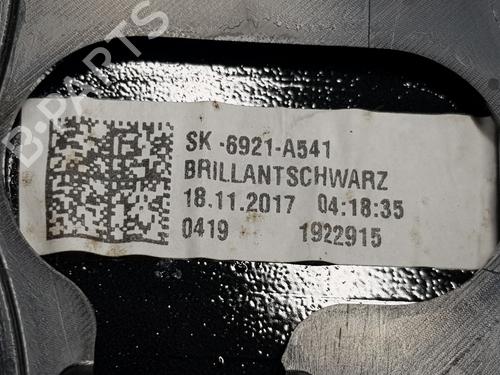 B-PARTS
SK -6921-A541
BRILLANTSCHWARZ
18.11.2017 04:18:35
0419 1922915